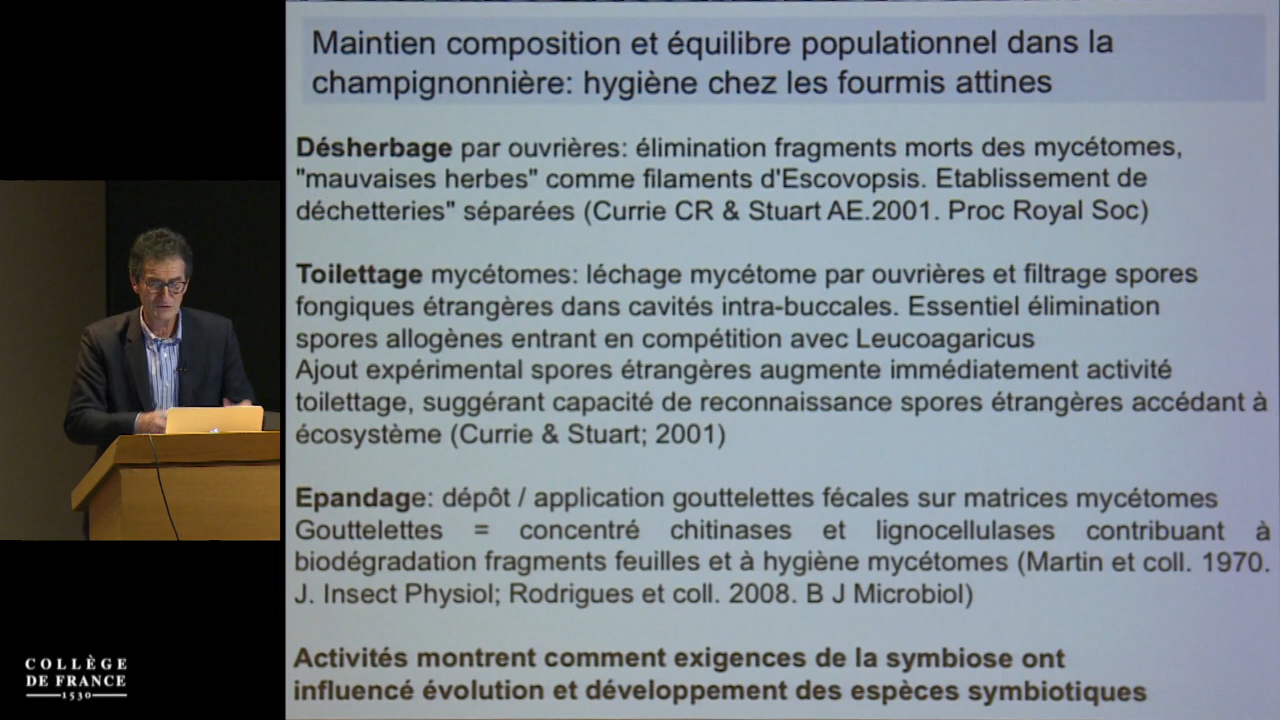 Maintien composition et équilibre populationnel dans la
champignonnière: hygiène chez les fourmis attines
Désherbage par ouvrières: élimination fragments morts des mycétomes,
"mauvaises herbes" comme filaments d'Escovopsis. Etablissement de
déchetteries" séparées (Currie CR & Stuart AE.2001. Proc Royal Soc)
Toilettage mycétomes: léchage mycétome par ouvrières et filtrage spores
fongiques étrangères dans cavités intra-buccales. Essentiel élimination
spores allogènes entrant en compétition avec Leucoagaricus
Ajout expérimental spores étrangères augmente immédiatement activité
toilettage, suggérant capacité de reconnaissance spores étrangères accédant à
écosystème (Currie & Stuart; 2001)
Epandage: dépôt / application gouttelettes fécales sur matrices mycétomes
Gouttelettes = concentré chitinases et lignocellulases contribuant à
biodégradation fragments feuilles et à hygiène mycétomes (Martin et coll. 1970.
J. Insect Physiol; Rodrigues et coll. 2008. B J Microbiol)
Activités montrent comment exigences de la symbiose ont
influencé évolution et développement des espèces symbiotiques
COLLÈGE
DE FRANCE
1530